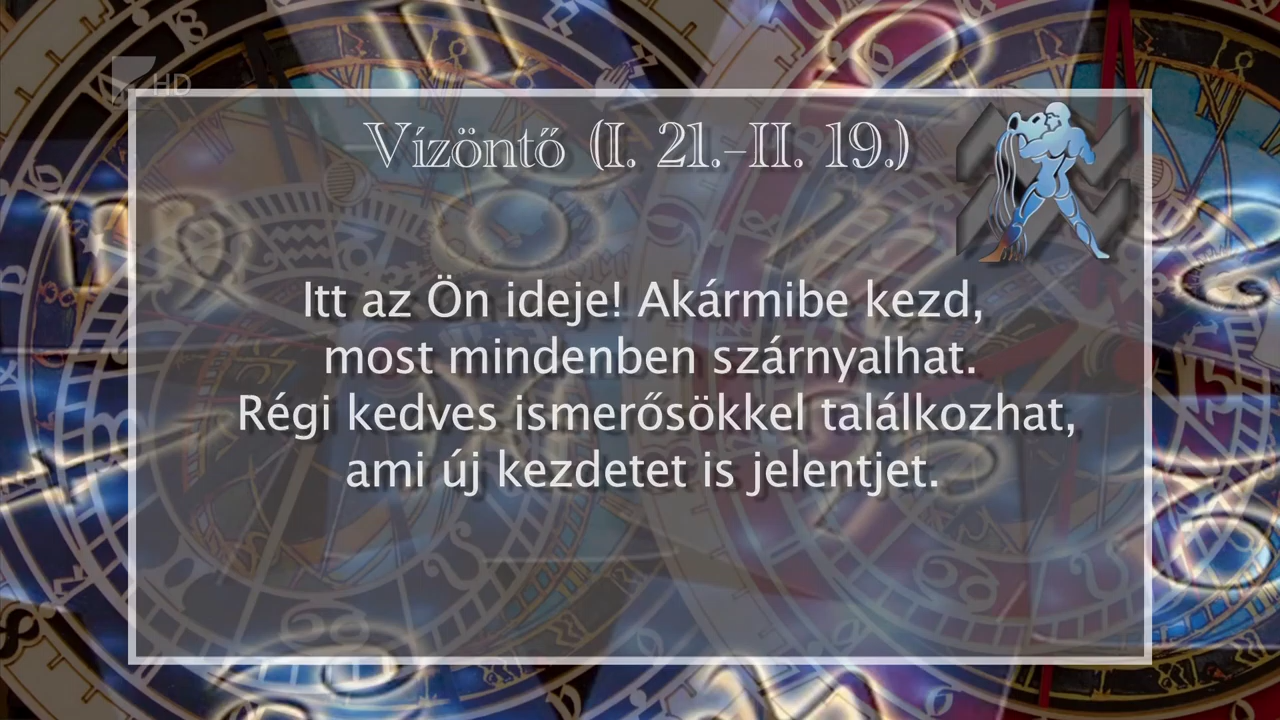 HD
Vízöntő (I. 21.–II. 19.)
Itt az Ön ideje! Akármibe kezd,
most mindenben szárnyalhat.
Régi kedves ismerősökkel találkozhat,
ami új kezdetet is jelentjet.